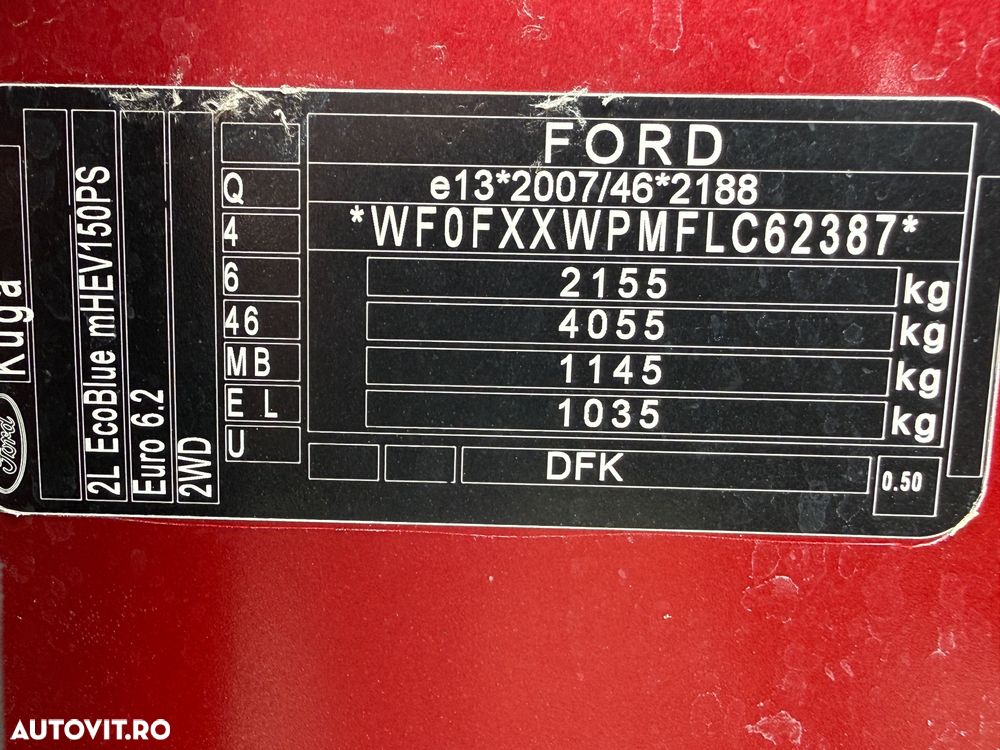 FORD
e13*2007/46*2188
*WF0FXXWPMFLC62387*
2155 kg
4055 kg
1145 kg
1035 kg
DFK
0.50
Q
4
6
46
MB
E L
U
2WD
Euro 6.2
2L EcoBlue mHEV150PS
Kuga
Ford
AUTOVIT.RO